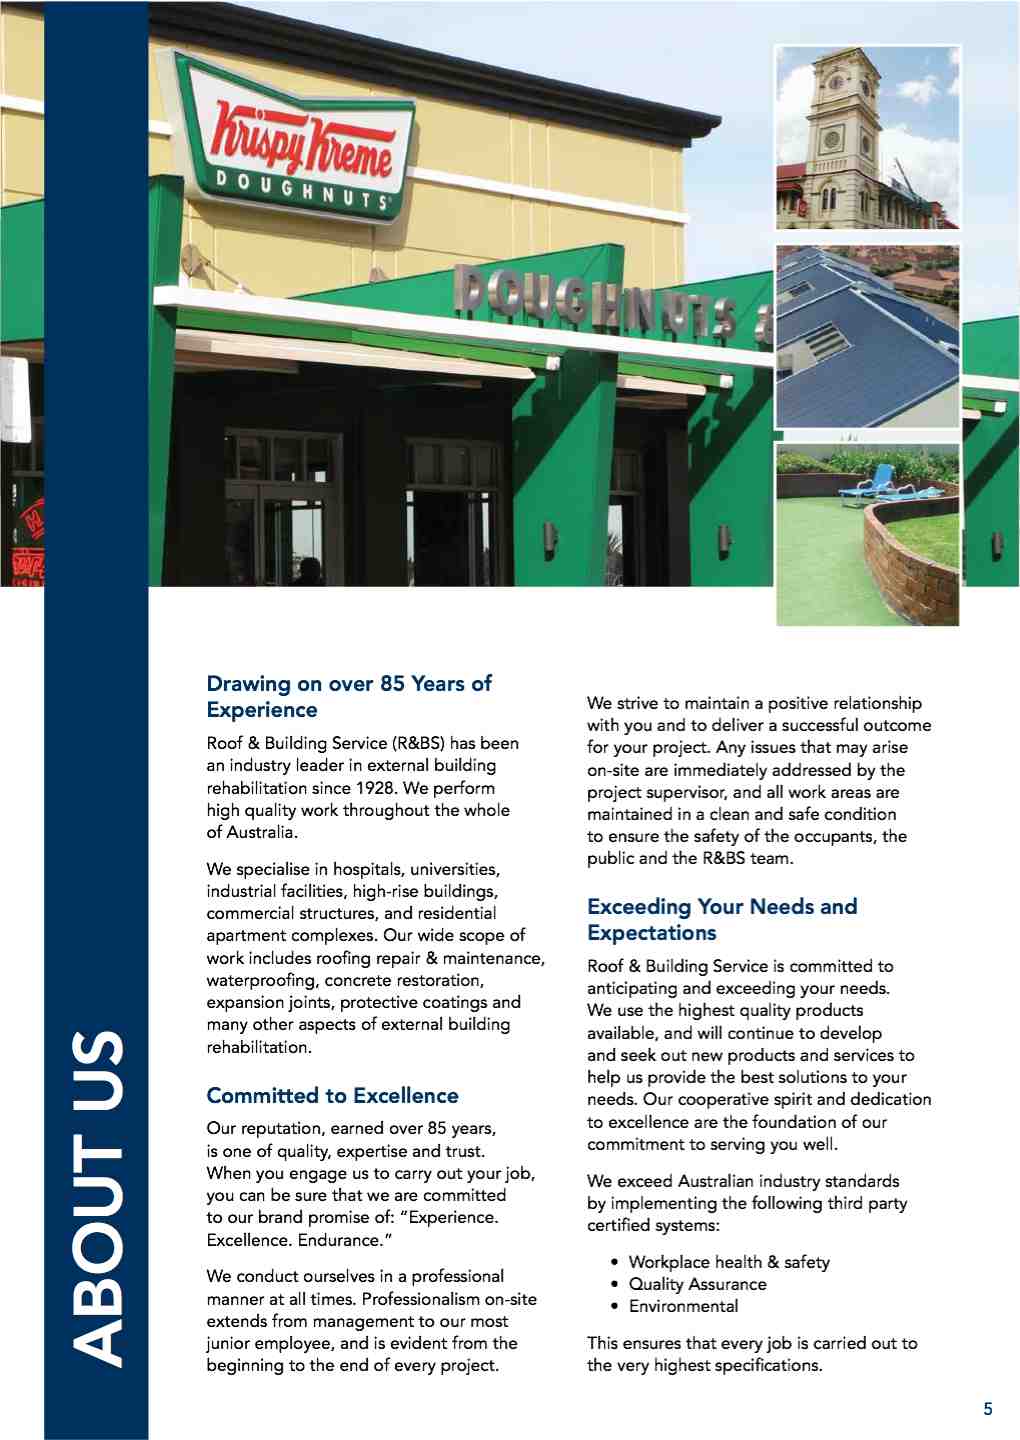 Krispy Kreme
DOUGHNUTS
DOUGHNUTS &
ABOUT US
Drawing on over 85 Years of
Experience
Roof & Building Service (R&BS) has been
an industry leader in external building
rehabilitation since 1928. We perform
high quality work throughout the whole
of Australia.
We specialise in hospitals, universities,
industrial facilities, high-rise buildings,
commercial structures, and residential
apartment complexes. Our wide scope of
work includes roofing repair & maintenance,
waterproofing, concrete restoration,
expansion joints, protective coatings and
many other aspects of external building
rehabilitation.
Committed to Excellence
Our reputation, earned over 85 years,
is one of quality, expertise and trust.
When you engage us to carry out your job,
you can be sure that we are committed
to our brand promise of: “Experience.
Excellence. Endurance.”
We conduct ourselves in a professional
manner at all times. Professionalism on-site
extends from management to our most
junior employee, and is evident from the
beginning to the end of every project.
We strive to maintain a positive relationship
with you and to deliver a successful outcome
for your project. Any issues that may arise
on-site are immediately addressed by the
project supervisor, and all work areas are
maintained in a clean and safe condition
to ensure the safety of the occupants, the
public and the R&BS team.
Exceeding Your Needs and
Expectations
Roof & Building Service is committed to
anticipating and exceeding your needs.
We use the highest quality products
available, and will continue to develop
and seek out new products and services to
help us provide the best solutions to your
needs. Our cooperative spirit and dedication
to excellence are the foundation of our
commitment to serving you well.
We exceed Australian industry standards
by implementing the following third party
certified systems:
• Workplace health & safety
• Quality Assurance
• Environmental
This ensures that every job is carried out to
the very highest specifications.
5